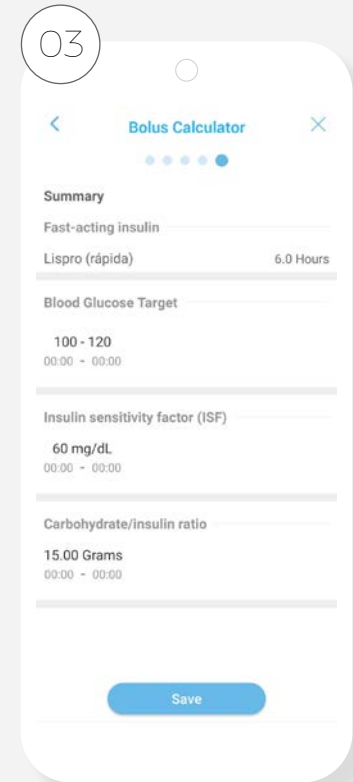 03
Bolus Calculator
Summary
Fast-acting insulin
Lispro (rápida) 6.0 Hours
Blood Glucose Target
100 - 120
00:00 - 00:00
Insulin sensitivity factor (ISF)
60 mg/dL
00:00 - 00:00
Carbohydrate/insulin ratio
15.00 Grams
00:00 - 00:00
Save